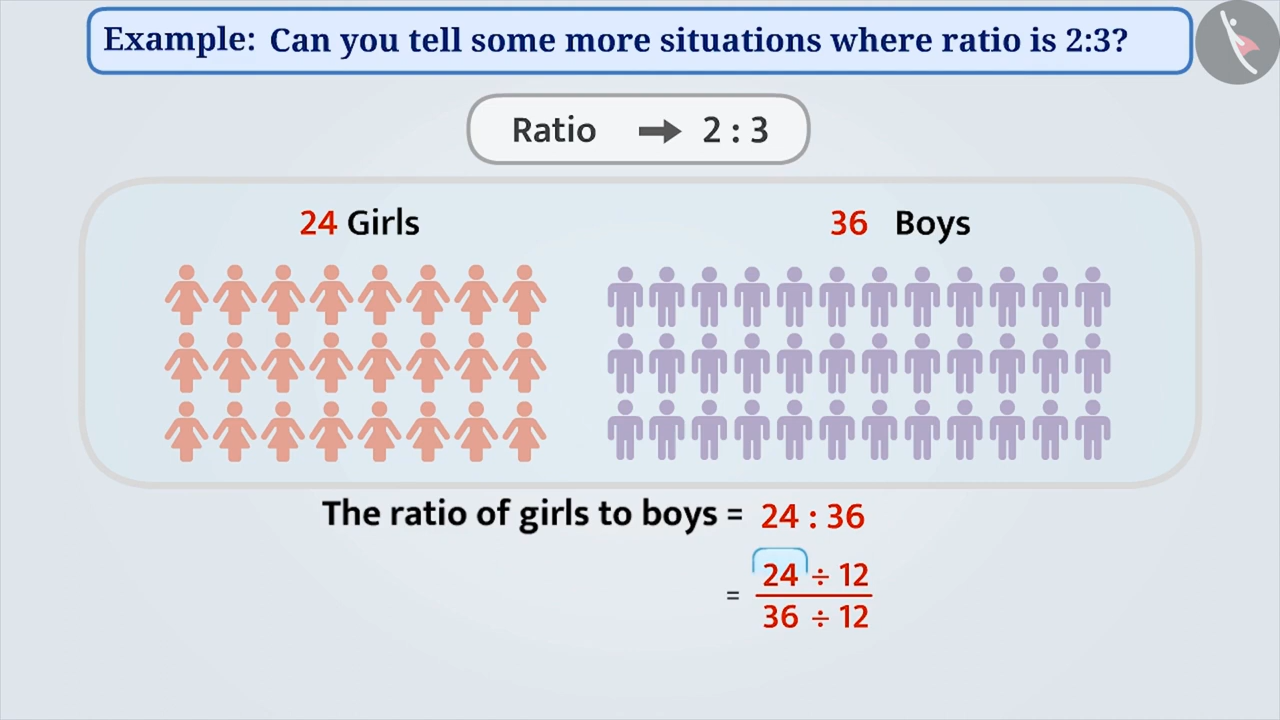 Example: Can you tell some more situations where ratio is 2:3?
Ratio ➡ 2 : 3
24 Girls
36 Boys
The ratio of girls to boys = 24 : 36
= 24 ÷ 12
36 ÷ 12